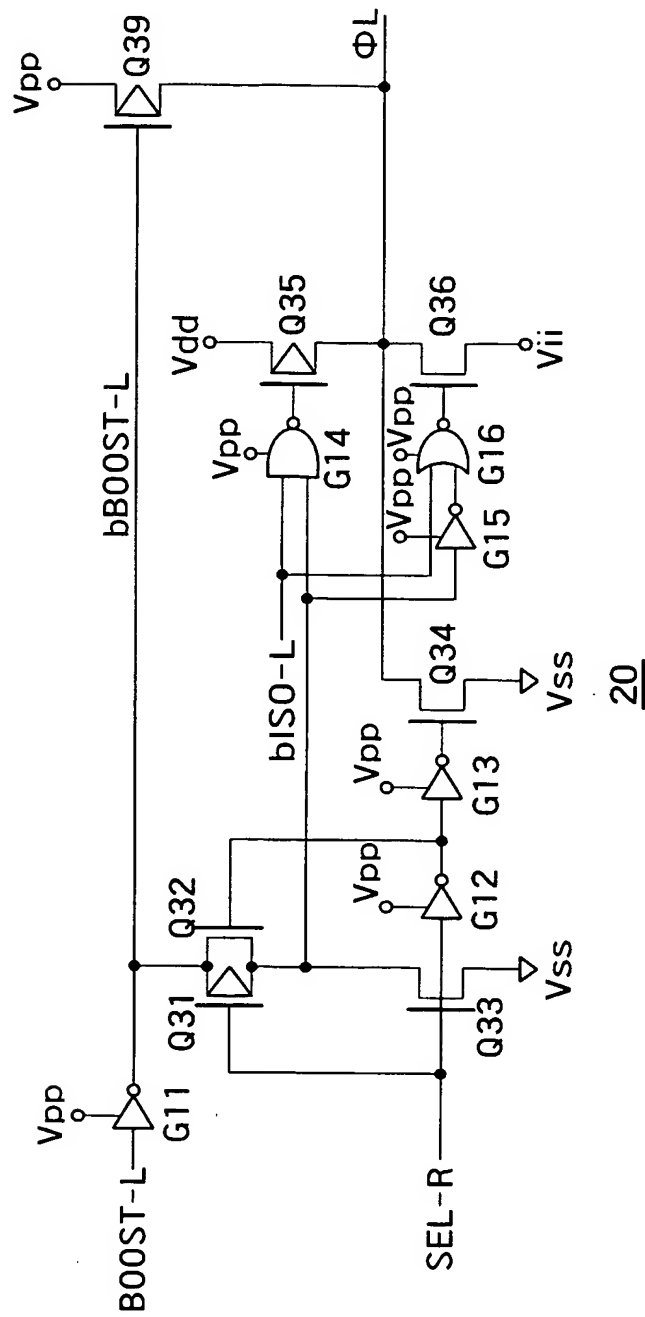 Vpp
BOOST-L
G11
bBOOST-L
Vpp
Q39
ΦL
Q31
Q32
bISO-L
Vpp
G14
Vdd
Q35
SEL-R
Q33
Vss
Vpp
G12
Vpp
G13
Q34
Vss
Vpp
G15
Vpp
G16
Q36
Vii
20